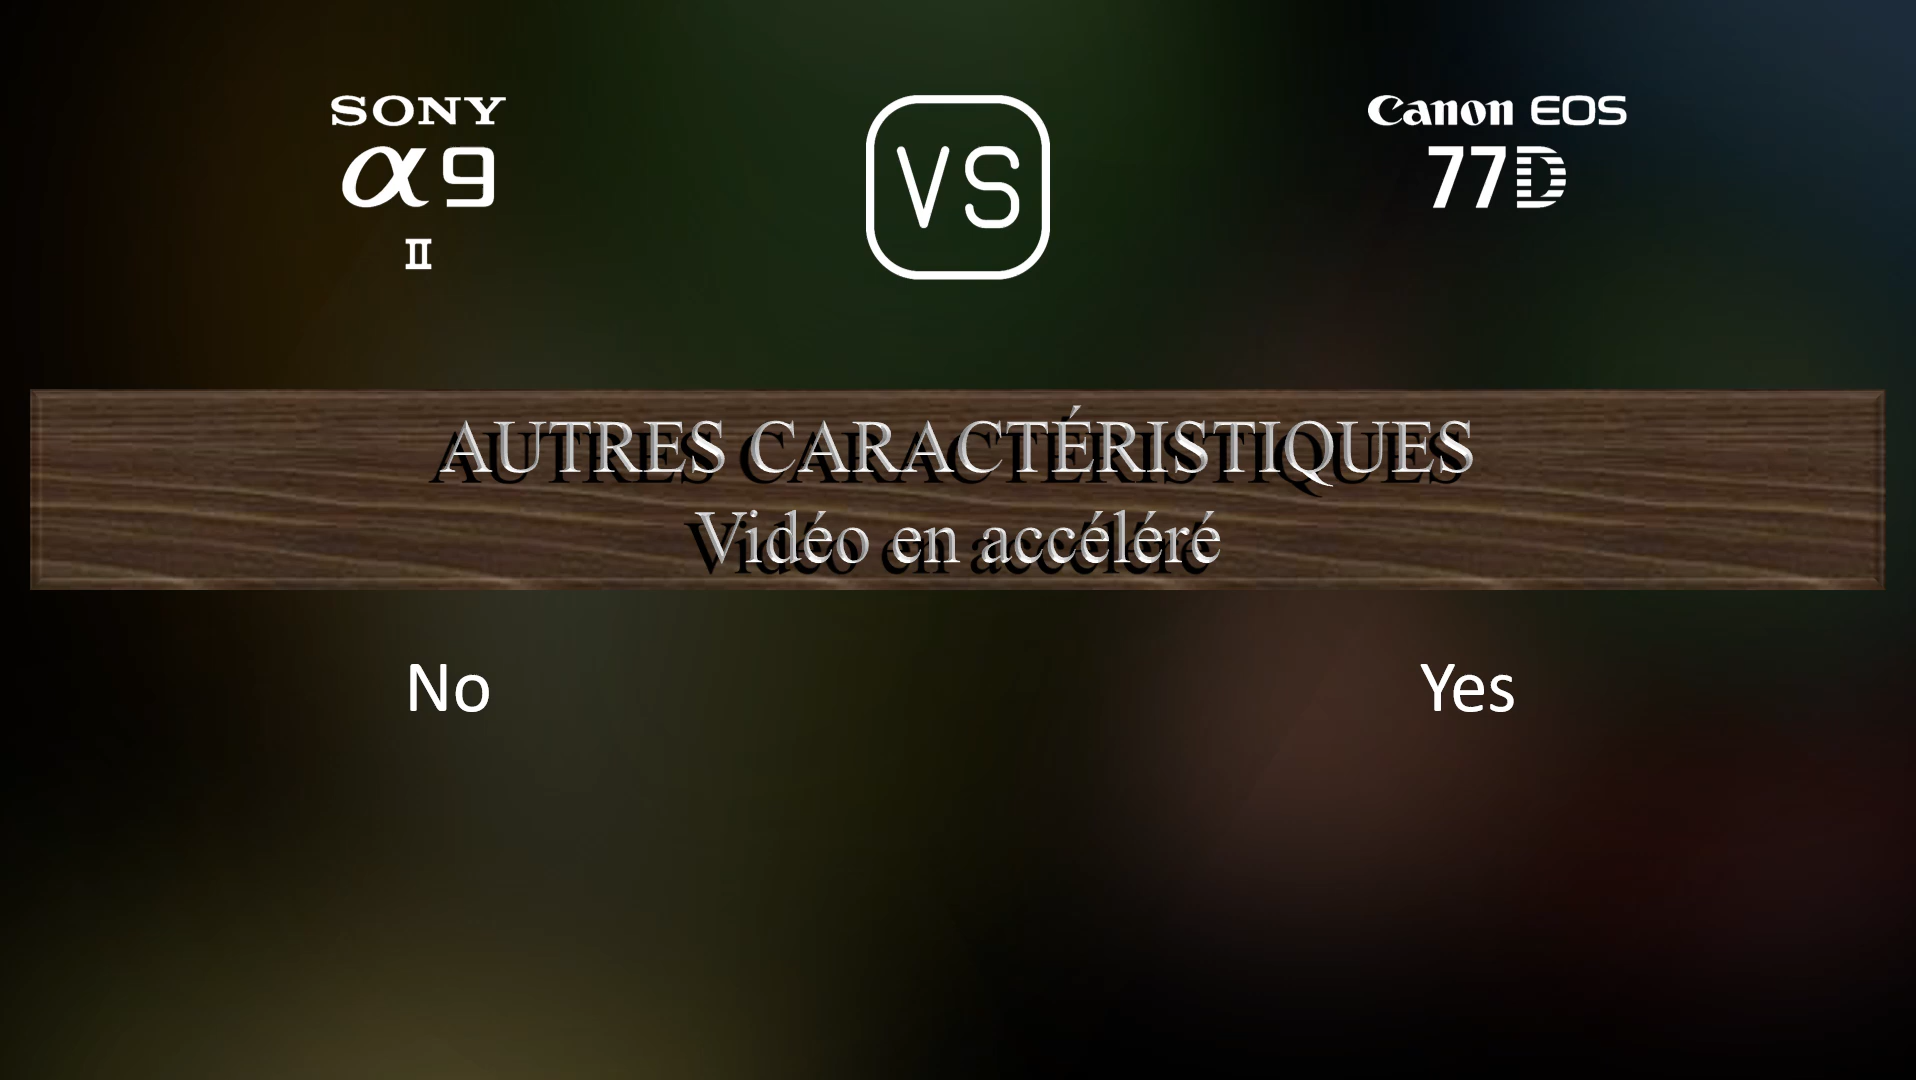 SONY
α9
II
VS
Canon EOS
77D
AUTRES CARACTÉRISTIQUES
Vidéo en accéléré
No
Yes